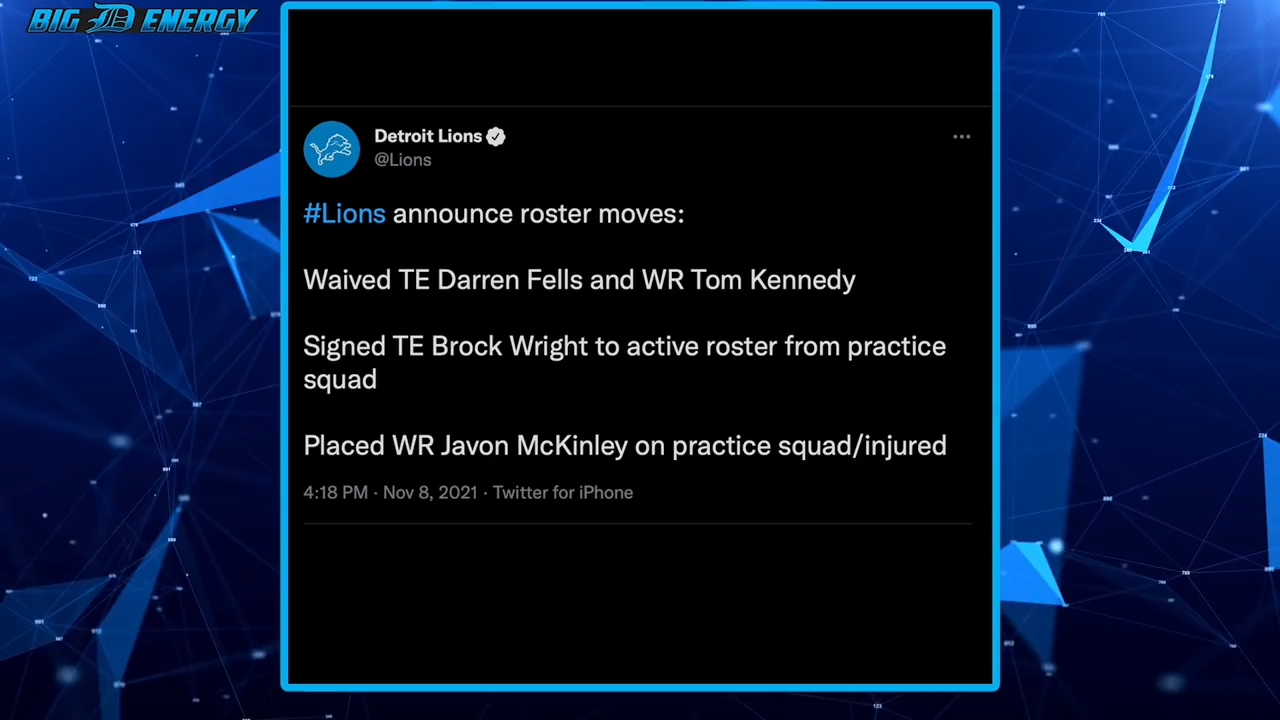 BIG D ENERGY
Detroit Lions
@Lions
#Lions announce roster moves:
Waived TE Darren Fells and WR Tom Kennedy
Signed TE Brock Wright to active roster from practice
squad
Placed WR Javon McKinley on practice squad/injured
4:18 PM · Nov 8, 2021 · Twitter for iPhone